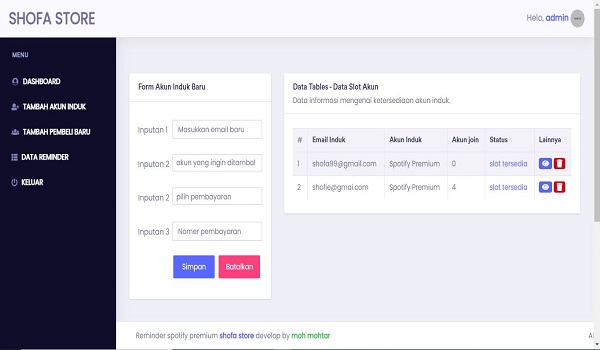 SHOFA STORE
Helo, admin
MENU
DASHBOARD
TAMBAH AKUN INDUK
TAMBAH PEMBELI BARU
DATA REMINDER
KELUAR
Form Akun Induk Baru
Inputan 1 Masukkan email baru
Inputan 2 akun yang ingin ditambal
Inputan 2 pilih pembayaran
Inputan 3 Nomer pembayaran
Simpan Batalkan
Data Tables - Data Slot Akun
Data informasi mengenai ketersediaan akun induk.
# Email Induk Akun Induk Akun join Status Lainnya
1 shofa99@gmail.com Spotify Premium 0 slot tersedia
2 shofie@gmai.com Spotify Premium 4 slot tersedia
Reminder spotify premium shofa store develop by moh mohtar
Al